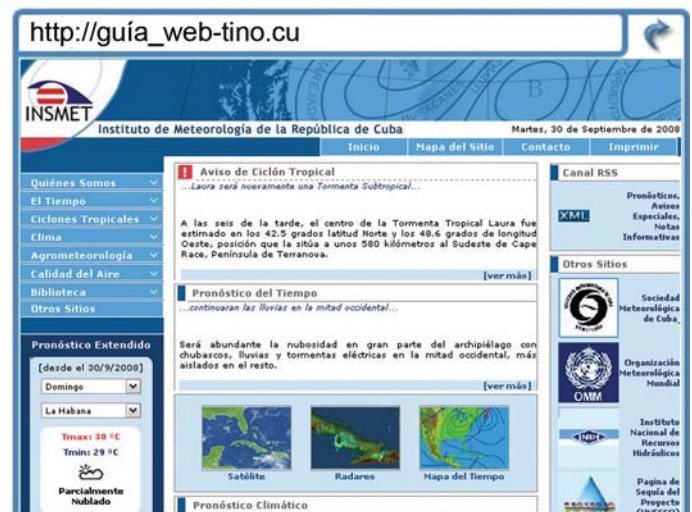 http://guía_web-tino.cu
INSMET
Instituto de Meteorología de la República de Cuba
Martes, 30 de Septiembre de 2008
Inicio
Mapa del Sitio
Contacto
Imprimir
Quiénes Somos
El Tiempo
Ciclones Tropicales
Clima
Agrometeorología
Calidad del Aire
Biblioteca
Otros Sitios
Pronóstico Extendido
[desde el 30/9/2008]
Domingo
La Habana
Tmax: 30 ºC
Tmin: 29 ºC
Parcialmente
Nublado
Aviso de Ciclón Tropical
...Laura será nuevamente una Tormenta Subtropical...
A las seis de la tarde, el centro de la Tormenta Tropical Laura fue
estimado en los 42.5 grados latitud Norte y los 48.6 grados de longitud
Oeste, posición que la sitúa a unos 580 kilómetros al Sudeste de Cape
Race, Península de Terranova.
[ver más]
Pronóstico del Tiempo
...continuaran las lluvias en la mitad occidental...
Será abundante la nubosidad en gran parte del archipiélago con
chubascos, lluvias y tormentas eléctricas en la mitad occidental, más
aislados en el resto.
[ver más]
Satélite
Radares
Mapa del Tiempo
Pronóstico Climático
Canal RSS
XML
Pronósticos,
Avisos
Especiales,
Notas
Informativas
Otros Sitios
Sociedad
Meteorológica
de Cuba
OMM
Organización
Meteorológica
Mundial
INRH
Instituto
Nacional de
Recursos
Hidráulicos
Pagina de
Sequía del
Proyecto
(UNESCO)